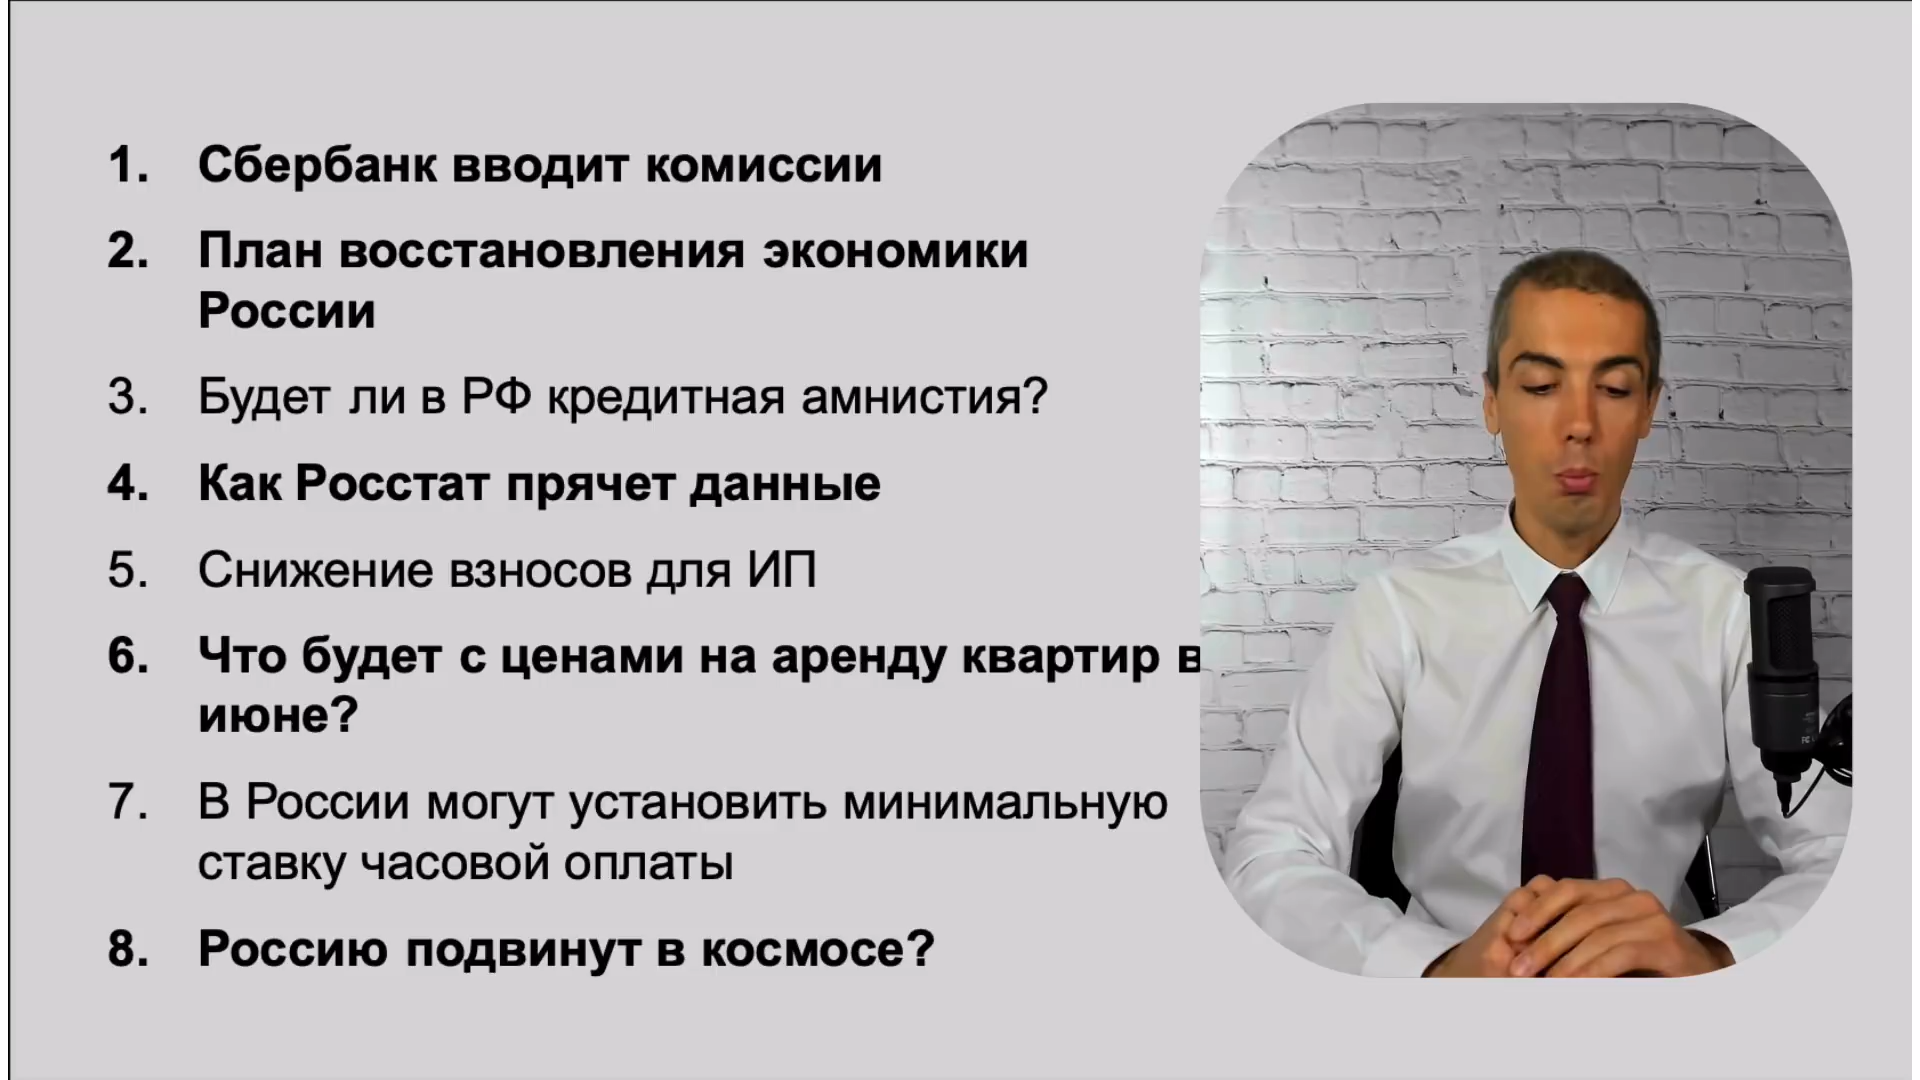 1. Сбербанк вводит комиссии
2. План восстановления экономики
России
3. Будет ли в РФ кредитная амнистия?
4. Как Росстат прячет данные
5. Снижение взносов для ИП
6. Что будет с ценами на аренду квартир в
июне?
7. В России могут установить минимальную
ставку часовой оплаты
8. Россию подвинут в космосе?